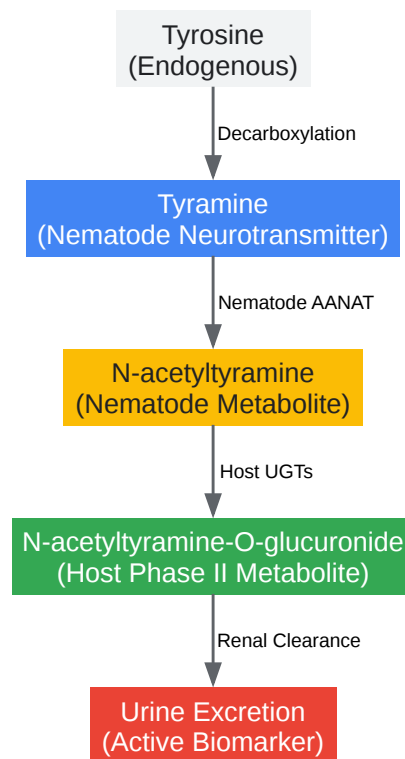 Tyrosine
(Endogenous)
Decarboxylation
Tyramine
(Nematode Neurotransmitter)
Nematode AANAT
N-acetyltyramine
(Nematode Metabolite)
Host UGTs
N-acetyltyramine-O-glucuronide
(Host Phase II Metabolite)
Renal Clearance
Urine Excretion
(Active Biomarker)